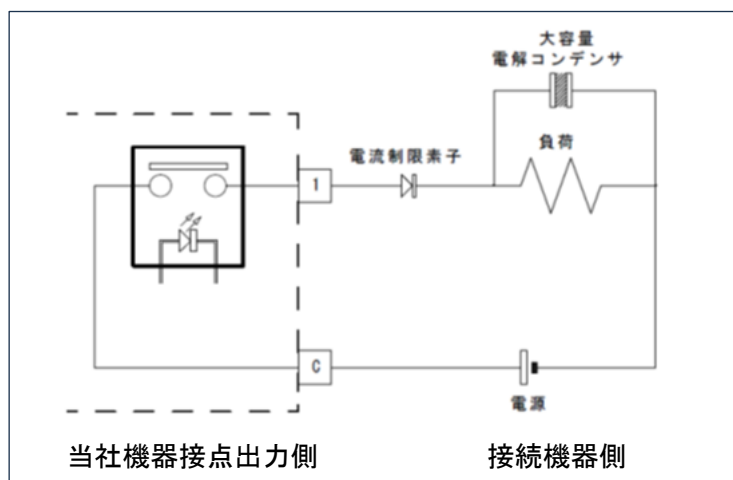 大容量
電解コンデンサ
電流制限素子
負荷
1
C
電源
当社機器接点出力側
接続機器側